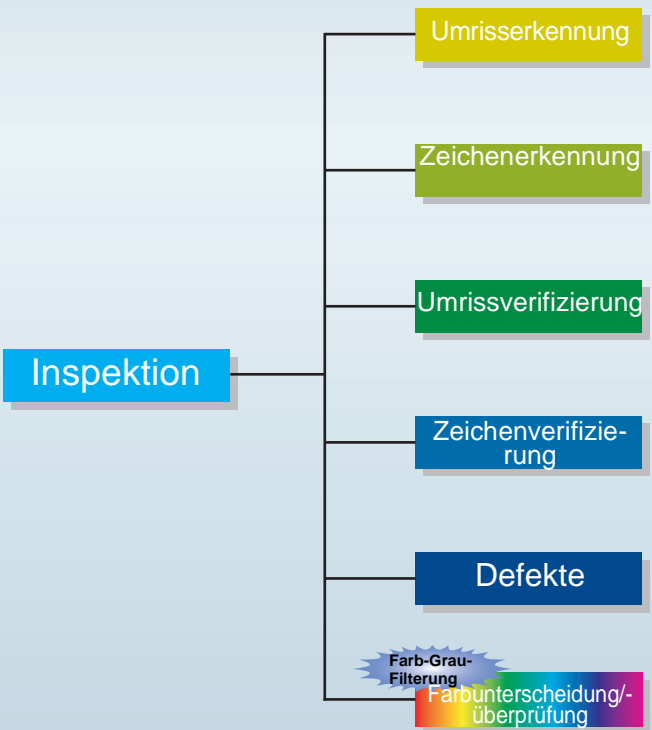 Umrisserkennung
Zeichenerkennung
Umrissverifizierung
Inspektion
Zeichenverifizie-
rung
Defekte
Farb-Grau-
Filterung
Farbunterscheidung/-
überprüfung